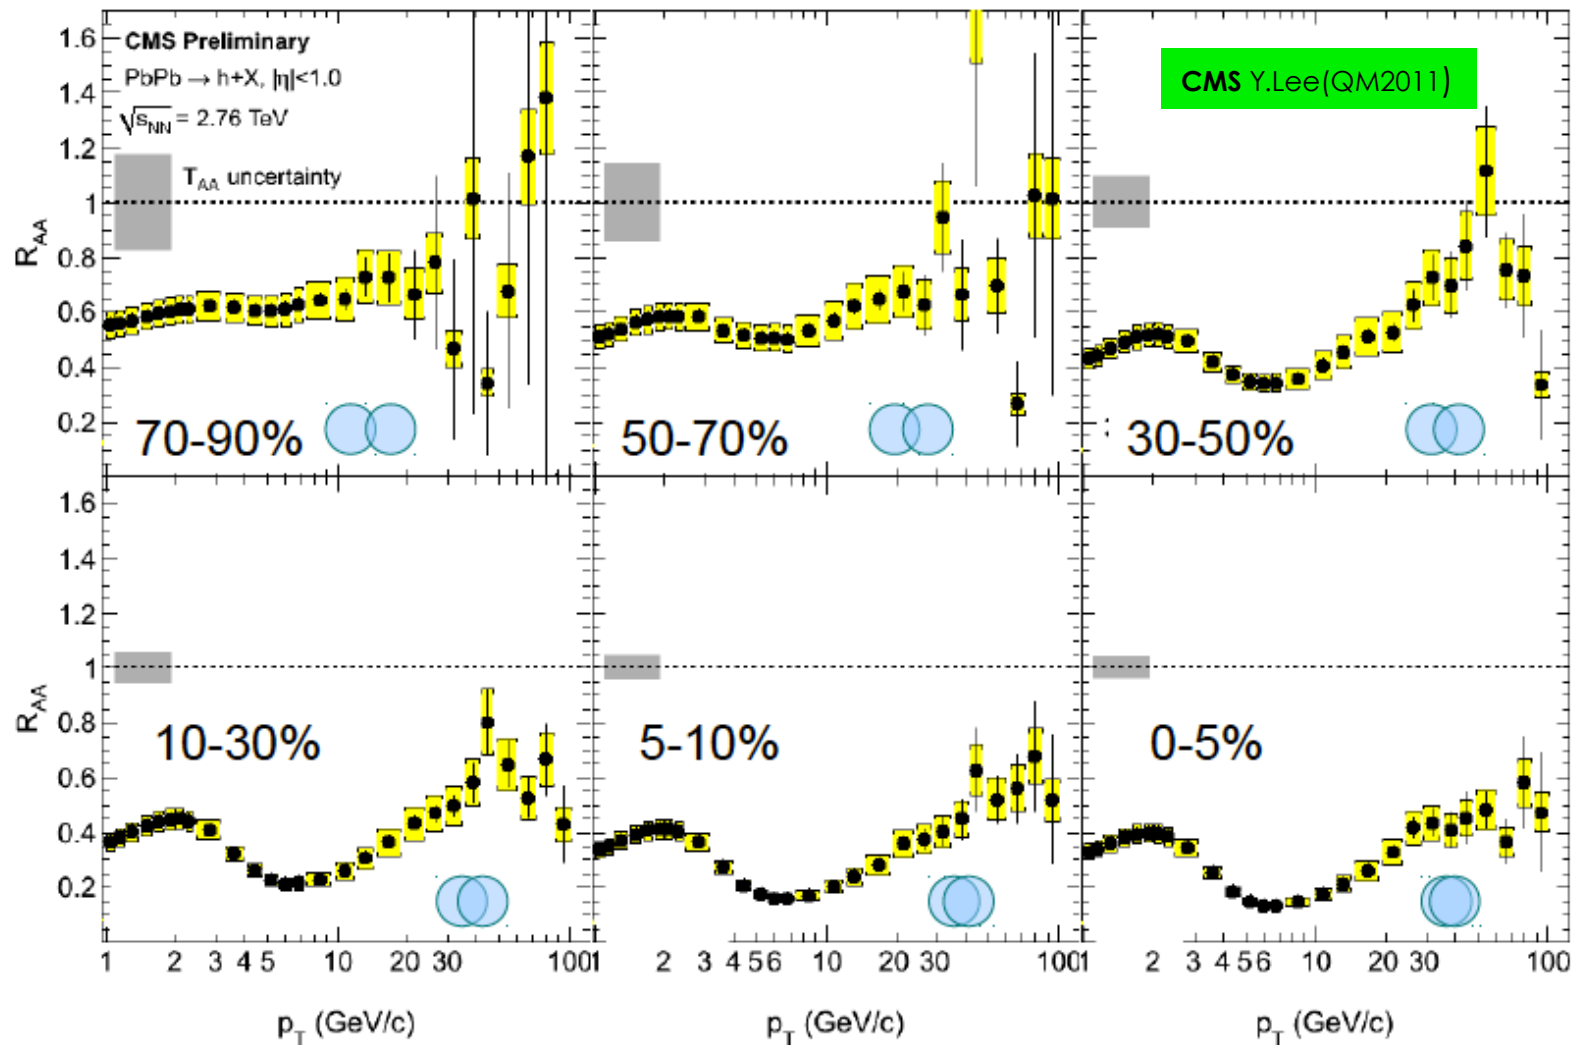 CMS Preliminary
PbPb → h+X, |η|<1.0
√sNN = 2.76 TeV
TAA uncertainty
CMS Y.Lee(QM2011)
RAA
1.6
1.4
1.2
1
0.8
0.6
0.4
0.2
70-90%
50-70%
30-50%
RAA
1.6
1.4
1.2
1
0.8
0.6
0.4
0.2
10-30%
5-10%
0-5%
1 2 3 4 5 10 20 30 100
1 2 3 4 5 6 10 20 30 100
1 2 3 4 5 6 10 20 30 100
pT (GeV/c)
pT (GeV/c)
pT (GeV/c)